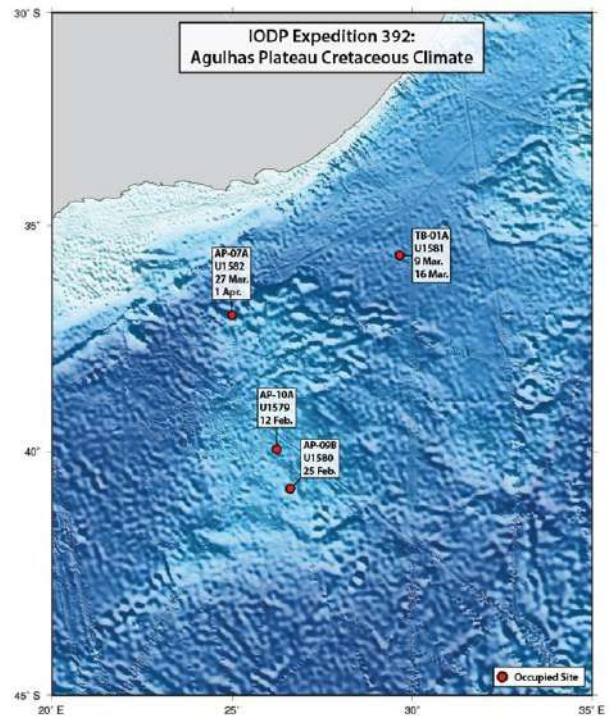 30° S
IODP Expedition 392:
Agulhas Plateau Cretaceous Climate
35°
TB-01A
U1581
9 Mar.
16 Mar.
AP-07A
U1582
27 Mar.
1 Apr.
AP-10A
U1579
12 Feb.
40°
AP-09B
U1580
25 Feb.
Occupied Site
45° S
20° E
25°
30°
35° E